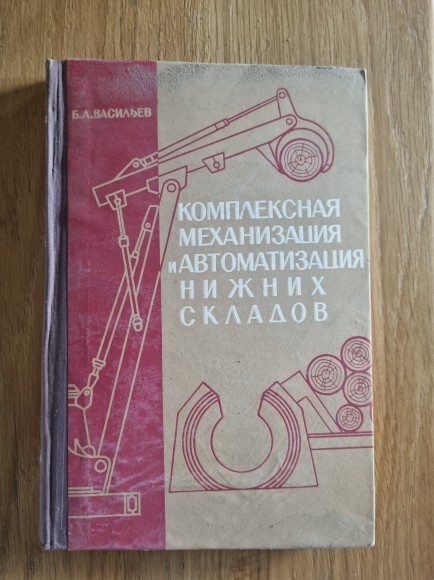 Б.А.ВАСИЛЬЕВ
КОМПЛЕКСНАЯ
МЕХАНИЗАЦИЯ
и АВТОМАТИЗАЦИЯ
НИЖНИХ
СКЛАДОВ